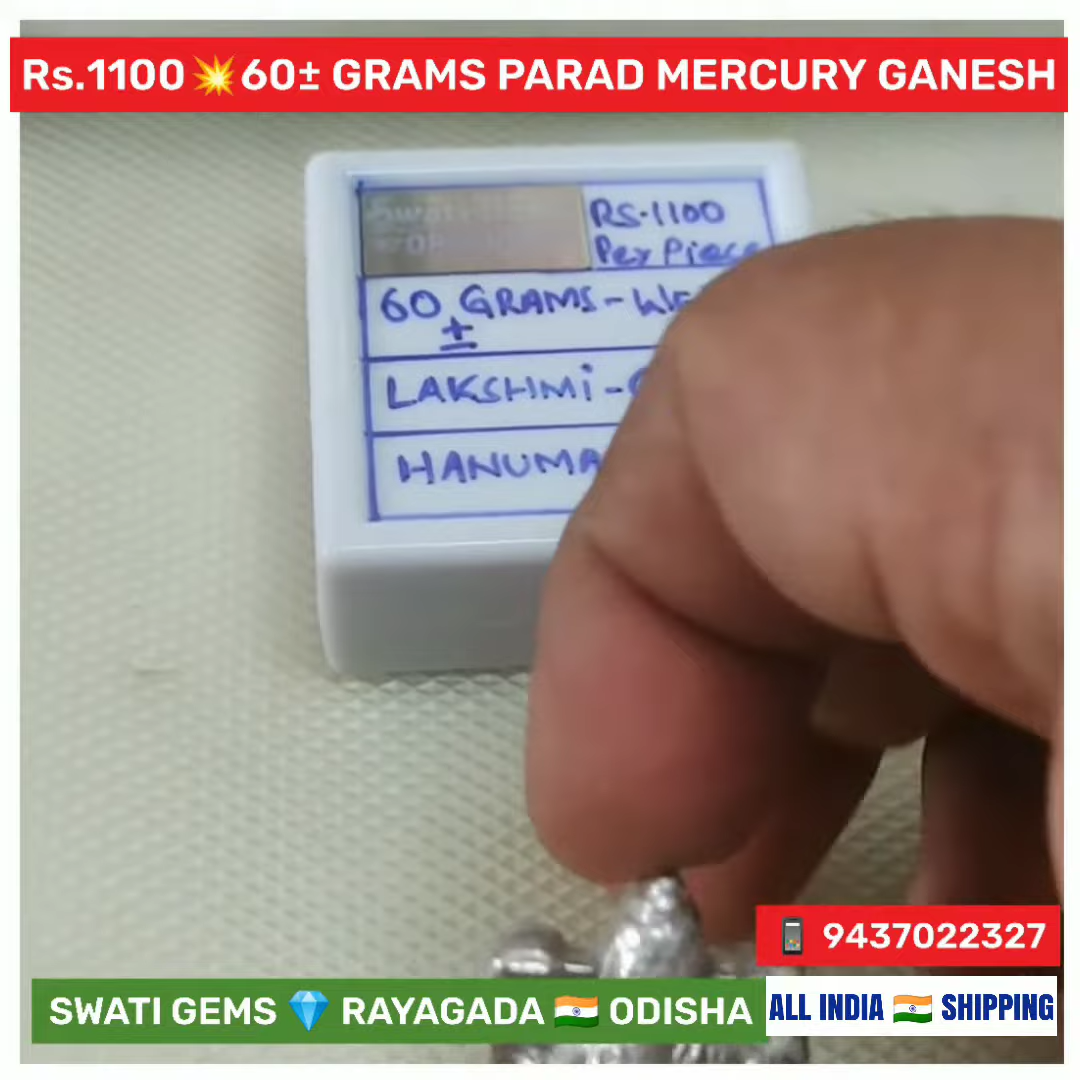 Rs.1100💥60± GRAMS PARAD MERCURY GANESH
RS.1100
Per Piece
60 ± GRAMS -
LAKSHMI -
HANUMA
📱 9437022327
SWATI GEMS 💎 RAYAGADA 🇮🇳 ODISHA
ALL INDIA 🇮🇳 SHIPPING